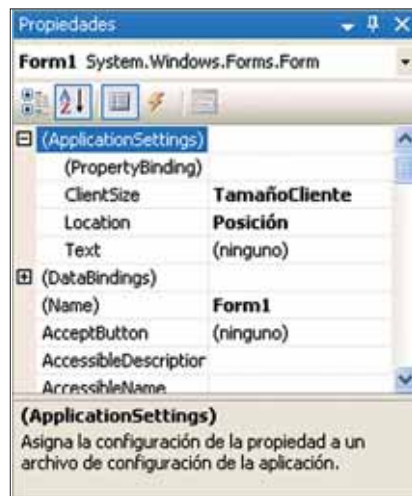 Propiedades
Form1 System.Windows.Forms.Form
(ApplicationSettings)
(PropertyBinding)
ClientSize TamañoCliente
Location Posición
Text (ninguno)
(DataBindings)
(Name) Form1
AcceptButton (ninguno)
AccessibleDescription
AccessibleName
(ApplicationSettings)
Asigna la configuración de la propiedad a un
archivo de configuración de la aplicación.